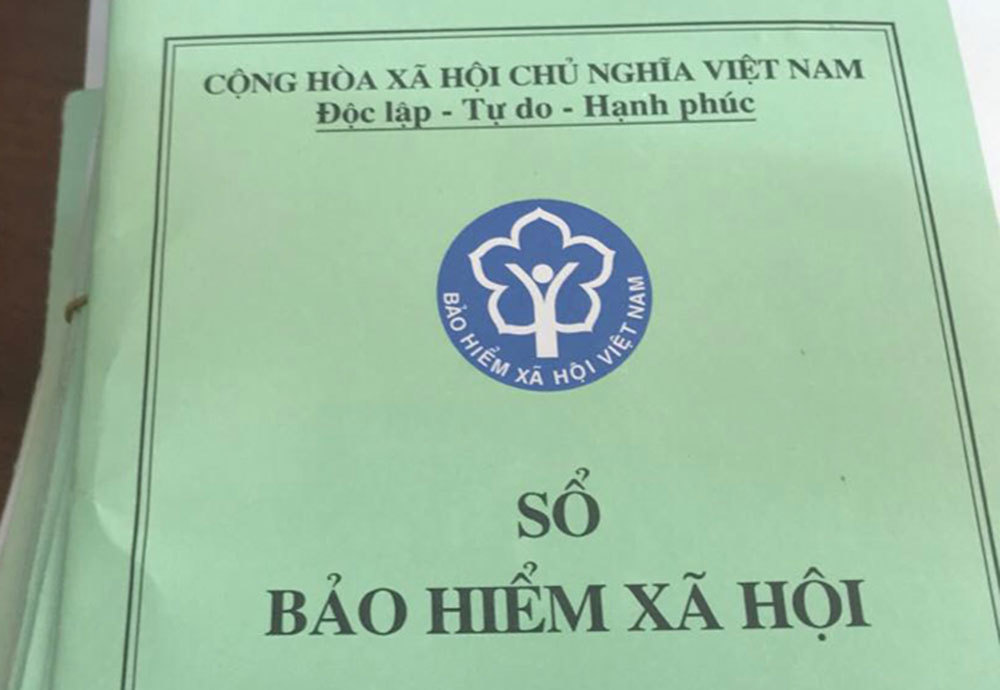 CỘNG HÒA XÃ HỘI CHỦ NGHĨA VIỆT NAM
Độc lập - Tự do - Hạnh phúc
BẢO HIỂM XÃ HỘI VIỆT NAM
SỔ
BẢO HIỂM XÃ HỘI